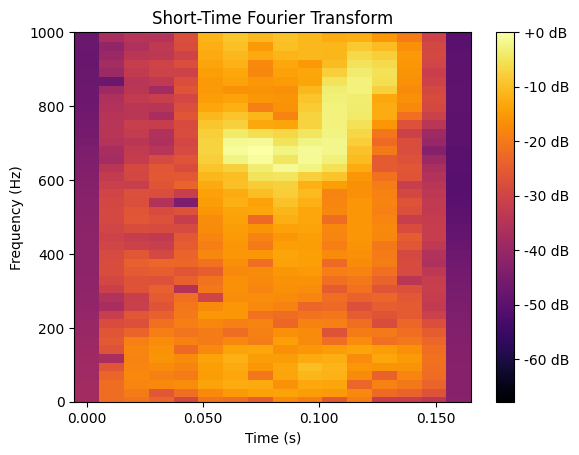 Short-Time Fourier Transform
1000
800
600
400
200
0
Frequency (Hz)
0.000
0.050
0.100
0.150
Time (s)
+0 dB
-10 dB
-20 dB
-30 dB
-40 dB
-50 dB
-60 dB